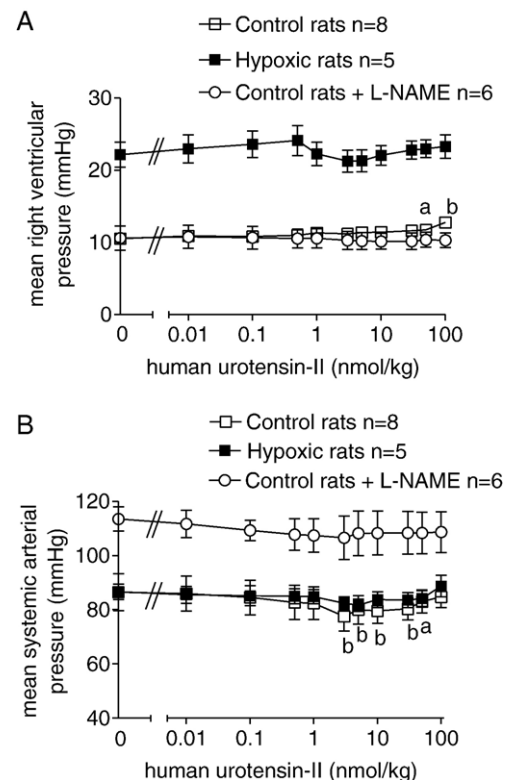 A
Control rats n=8
Hypoxic rats n=5
Control rats + L-NAME n=6
mean right ventricular
pressure (mmHg)
30
20
10
0
a b
0 0.01 0.1 1 10 100
human urotensin-II (nmol/kg)
B
Control rats n=8
Hypoxic rats n=5
Control rats + L-NAME n=6
mean systemic arterial
pressure (mmHg)
120
100
80
60
40
b b b b a
0 0.01 0.1 1 10 100
human urotensin-II (nmol/kg)